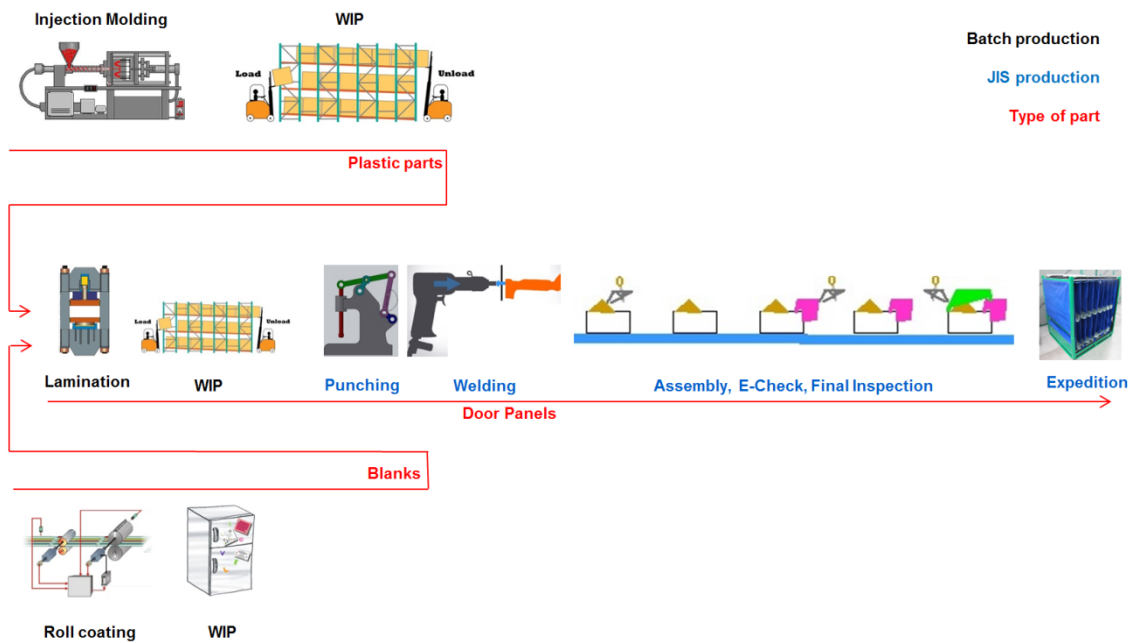 Injection Molding
WIP
Batch production
JIS production
Type of part
Load
Unload
Plastic parts
Load
Unload
Lamination
WIP
Punching
Welding
Assembly, E-Check, Final Inspection
Expedition
Door Panels
Blanks
Roll coating
WIP